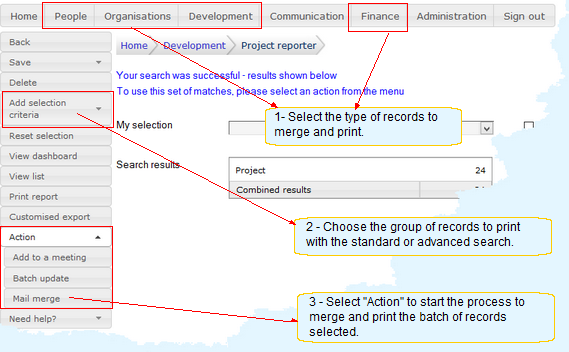 Home People Organisations Development Communication Finance Administration Sign out
Back
Save
Delete
Add selection
criteria
Reset selection
View dashboard
View list
Print report
Customised export
Action
Add to a meeting
Batch update
Mail merge
Need help?
Home Development Project reporter
Your search was successful - results shown below
To use this set of matches, please select an action from the menu
My selection
1- Select the type of records to
merge and print.
Search results
Project 24
Combined results
2 - Choose the group of records to print
with the standard or advanced search.
3 - Select "Action" to start the process to
merge and print the batch of records
selected.